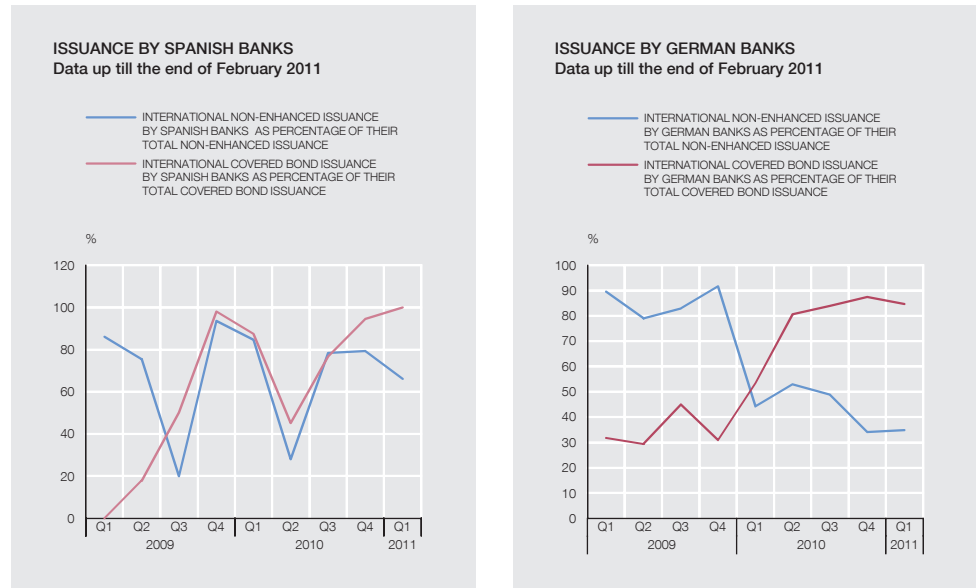 ISSUANCE BY SPANISH BANKS
Data up till the end of February 2011
INTERNATIONAL NON-ENHANCED ISSUANCE
BY SPANISH BANKS AS PERCENTAGE OF THEIR
TOTAL NON-ENHANCED ISSUANCE
INTERNATIONAL COVERED BOND ISSUANCE
BY SPANISH BANKS AS PERCENTAGE OF THEIR
TOTAL COVERED BOND ISSUANCE
%
120
100
80
60
40
20
0
Q1 Q2 Q3 Q4 Q1 Q2 Q3 Q4 Q1
2009 2010 2011
ISSUANCE BY GERMAN BANKS
Data up till the end of February 2011
INTERNATIONAL NON-ENHANCED ISSUANCE
BY GERMAN BANKS AS PERCENTAGE OF THEIR
TOTAL NON-ENHANCED ISSUANCE
INTERNATIONAL COVERED BOND ISSUANCE
BY GERMAN BANKS AS PERCENTAGE OF THEIR
TOTAL COVERED BOND ISSUANCE
%
100
90
80
70
60
50
40
30
20
10
0
Q1 Q2 Q3 Q4 Q1 Q2 Q3 Q4 Q1
2009 2010 2011